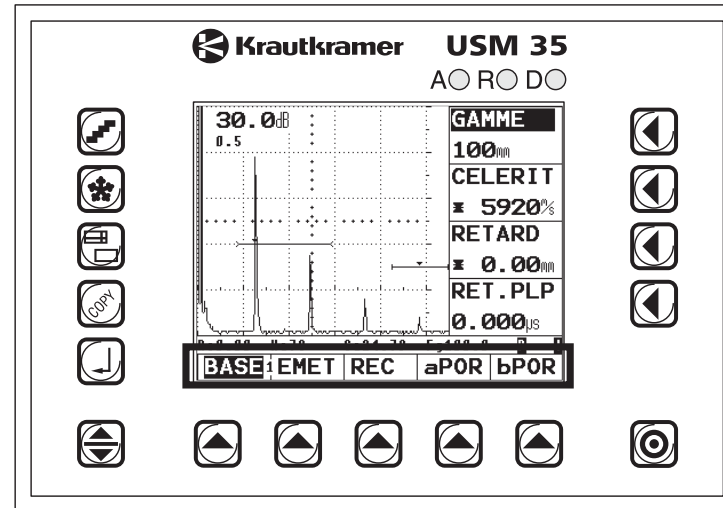 Krautkramer USM 35
A R D
30.0dB
0.5
GAMME
100mm
CELERIT
5920m/s
RETARD
0.00mm
RET.PLP
0.000µs
COPY
BASE 1 EMET REC aPOR bPOR